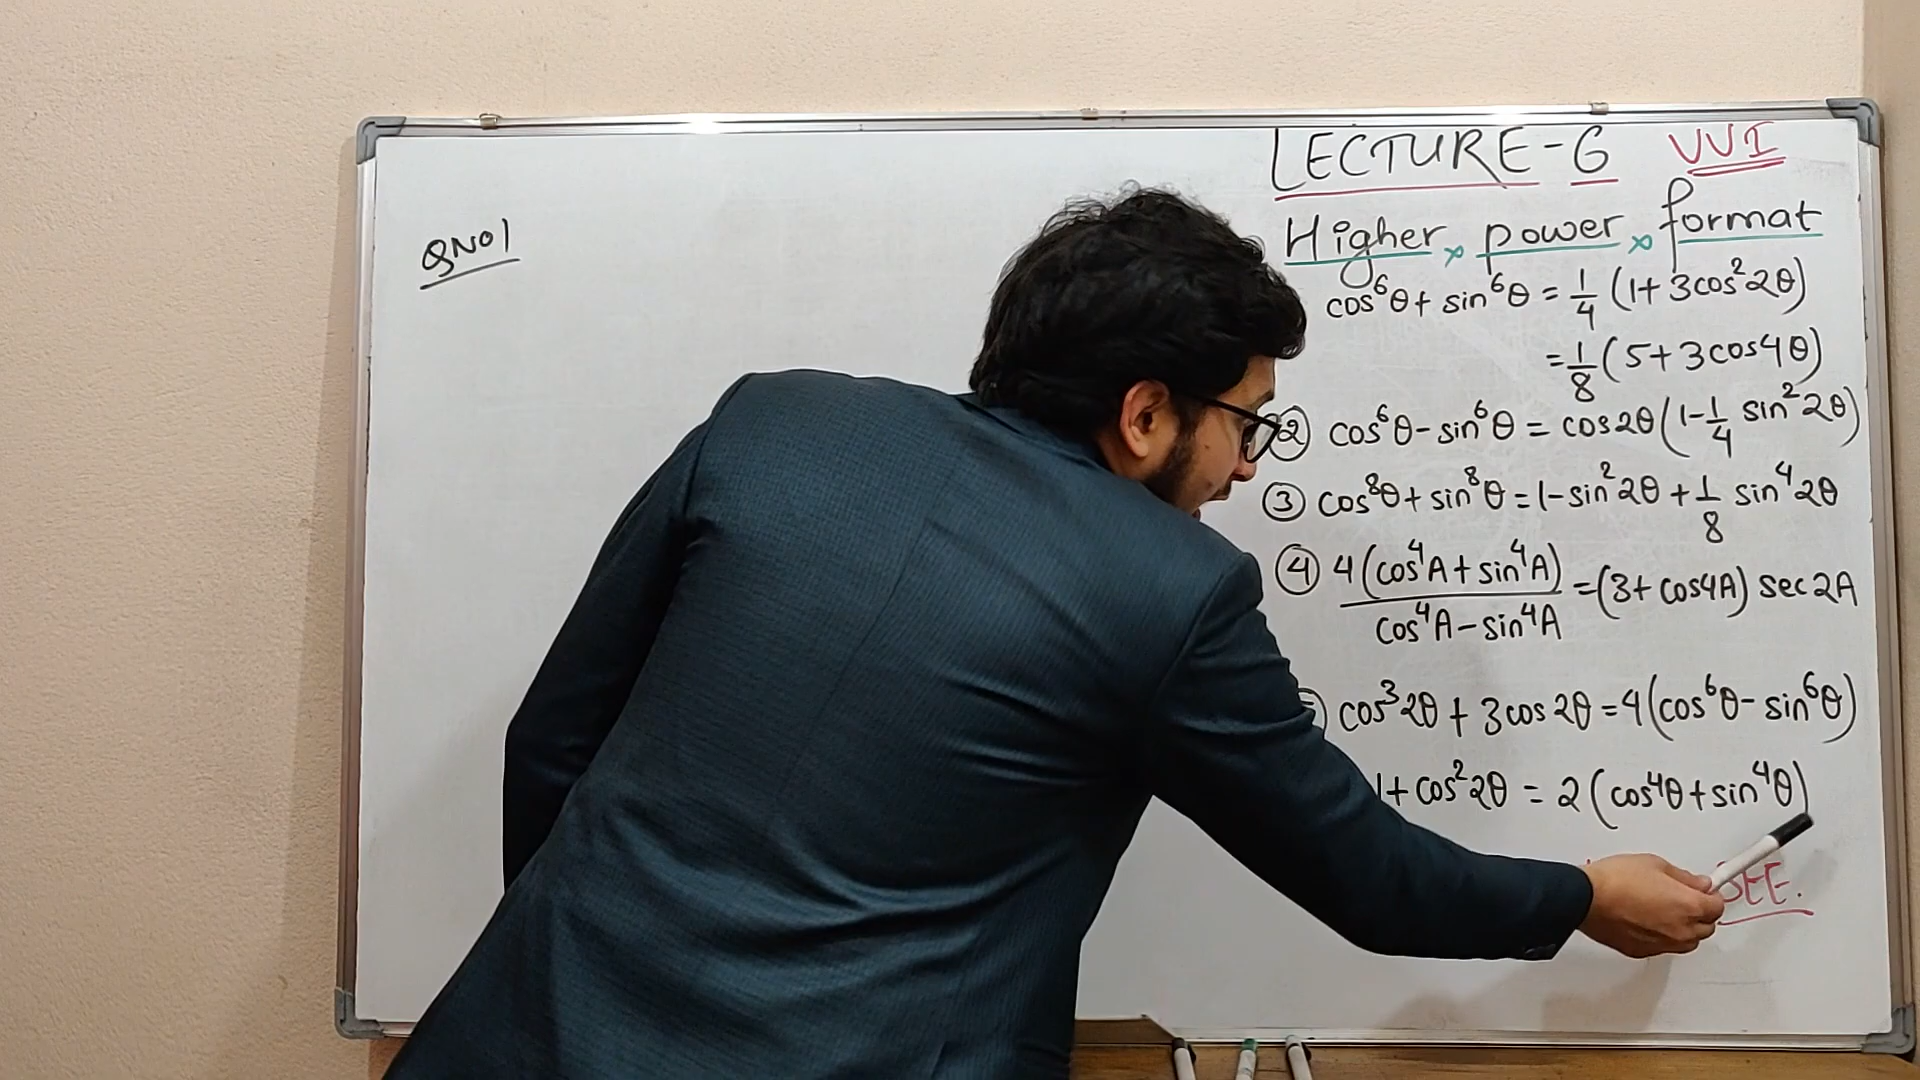 LECTURE-6 VVI
Higher power format
QNO1
cos⁶θ + sin⁶θ = 1/4 (1+3cos²2θ)
= 1/8 (5+3cos4θ)
② cos⁶θ - sin⁶θ = cos2θ (1 - 1/4 sin²2θ)
③ cos⁸θ + sin⁸θ = 1 - sin²2θ + 1/8 sin⁴2θ
④ 4(cos⁴A + sin⁴A) / cos⁴A - sin⁴A = (3 + cos4A) sec2A
cos³2θ + 3cos2θ = 4(cos⁶θ - sin⁶θ)
1 + cos²2θ = 2(cos⁴θ + sin⁴θ)
SEE.